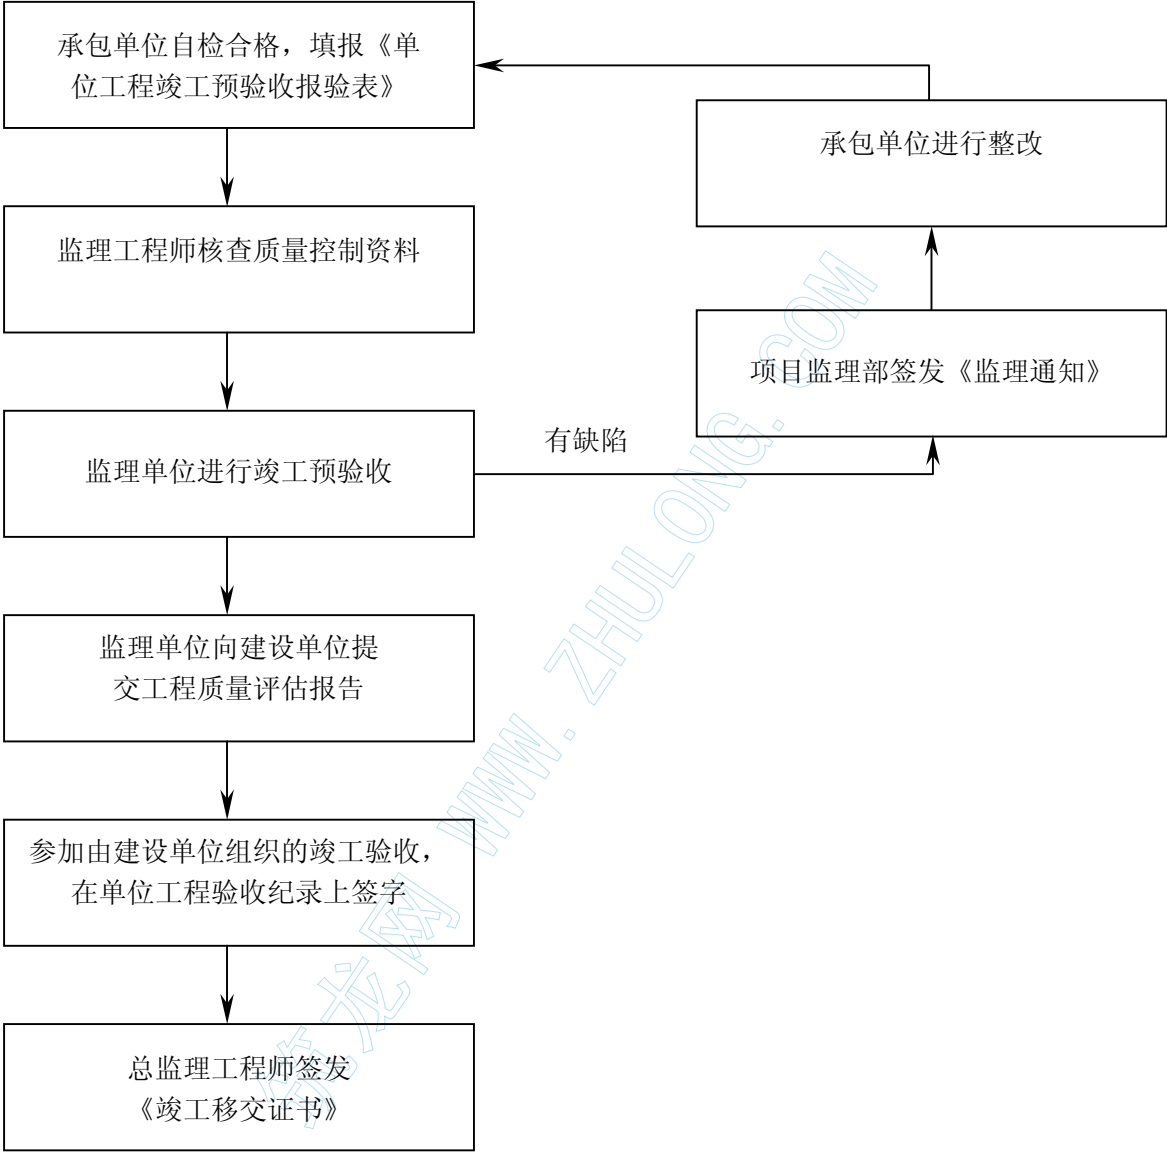 承包单位自检合格，填报《单
位工程竣工预验收报验表》
承包单位进行整改
监理工程师核查质量控制资料
项目监理部签发《监理通知》
有缺陷
监理单位进行竣工预验收
监理单位向建设单位提
交工程质量评估报告
参加由建设单位组织的竣工验收，
在单位工程验收纪录上签字
总监理工程师签发
《竣工移交证书》
筑龙网 WWW.ZHULONG.COM